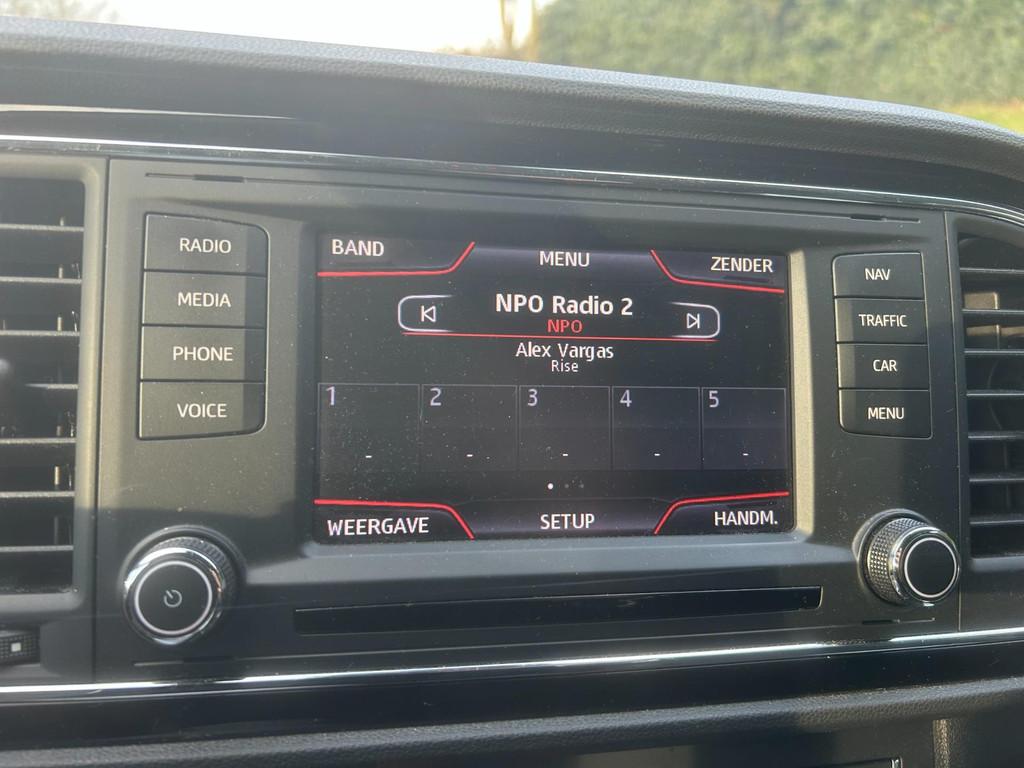 RADIO
MEDIA
PHONE
VOICE
BAND
MENU
ZENDER
NPO Radio 2
NPO
Alex Vargas
Rise
1 2 3 4 5
- - - - -
WEERGAVE
SETUP
HANDM.
NAV
TRAFFIC
CAR
MENU